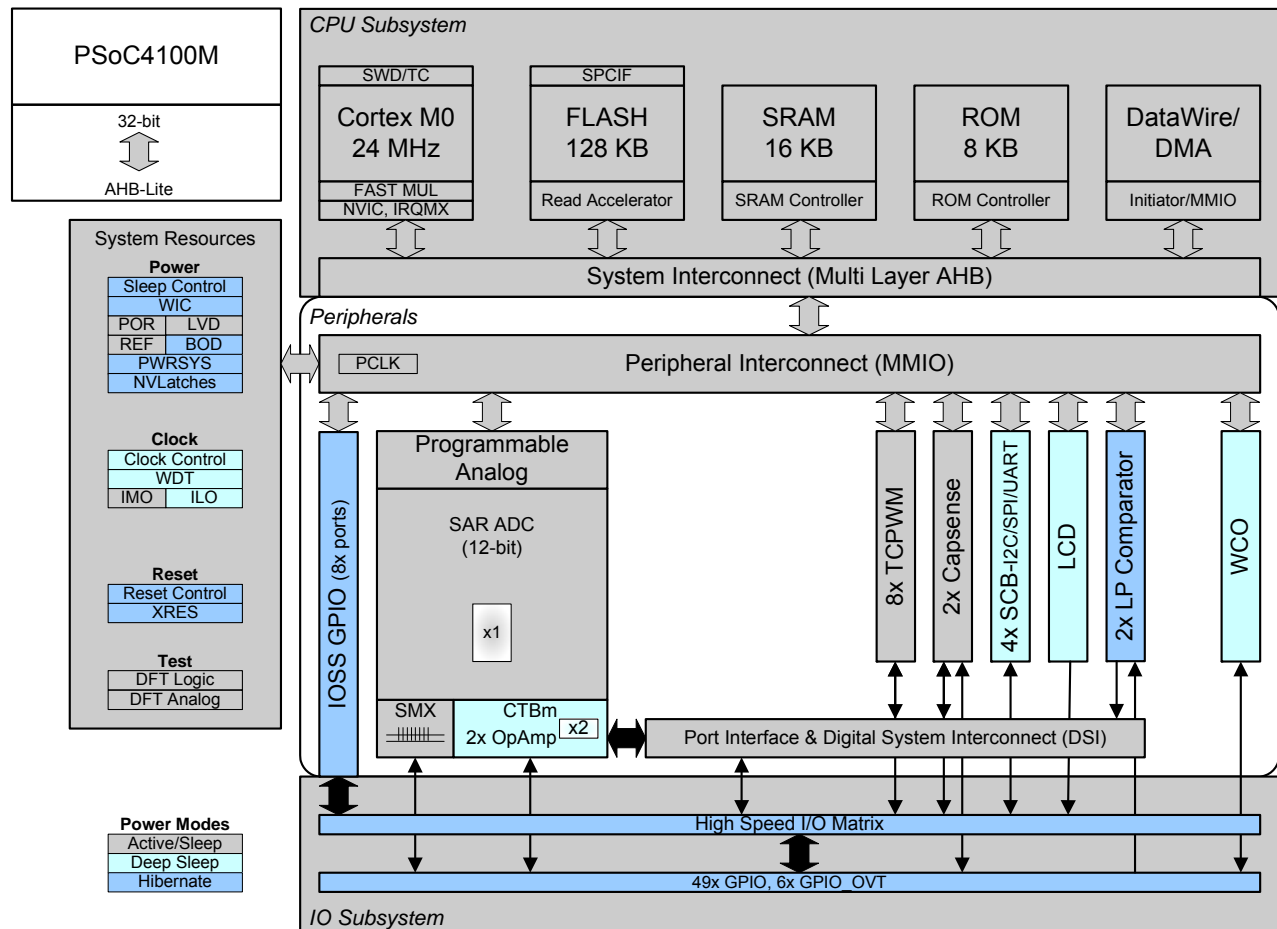 PSoC4100M
32-bit
AHB-Lite
CPU Subsystem
SWD/TC
Cortex M0
24 MHz
FAST MUL
NVIC, IRQMX
SPCIF
FLASH
128 KB
Read Accelerator
SRAM
16 KB
SRAM Controller
ROM
8 KB
ROM Controller
DataWire/
DMA
Initiator/MMIO
System Interconnect (Multi Layer AHB)
System Resources
Power
Sleep Control
WIC
POR LVD
REF BOD
PWRSYS
NVLatches
Clock
Clock Control
WDT
IMO ILO
Reset
Reset Control
XRES
Test
DFT Logic
DFT Analog
Peripherals
PCLK
Peripheral Interconnect (MMIO)
IOSS GPIO (8x ports)
Programmable
Analog
SAR ADC
(12-bit)
x1
SMX
CTBm
2x OpAmp
x2
8x TCPWM
2x Capsense
4x SCB-I2C/SPI/UART
LCD
2x LP Comparator
WCO
Port Interface & Digital System Interconnect (DSI)
High Speed I/O Matrix
49x GPIO, 6x GPIO_OVT
IO Subsystem
Power Modes
Active/Sleep
Deep Sleep
Hibernate